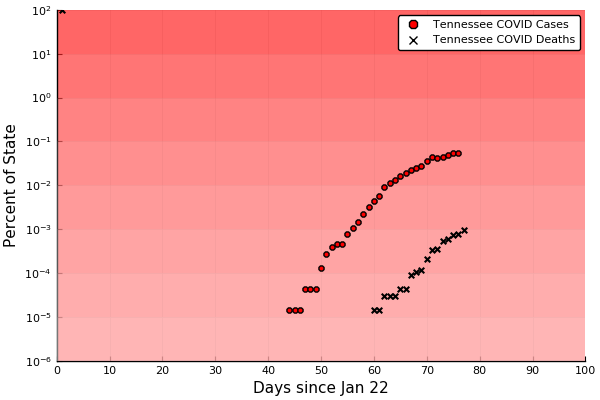 Tennessee COVID Cases
Tennessee COVID Deaths
Percent of State
10²
10¹
10⁰
10⁻¹
10⁻²
10⁻³
10⁻⁴
10⁻⁵
10⁻⁶
0 10 20 30 40 50 60 70 80 90 100
Days since Jan 22